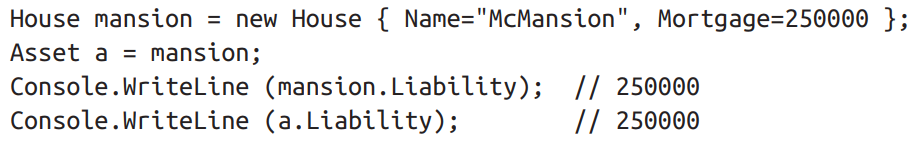 House mansion = new House { Name="McMansion", Mortgage=250000 };
Asset a = mansion;
Console.WriteLine (mansion.Liability);  // 250000
Console.WriteLine (a.Liability);        // 250000